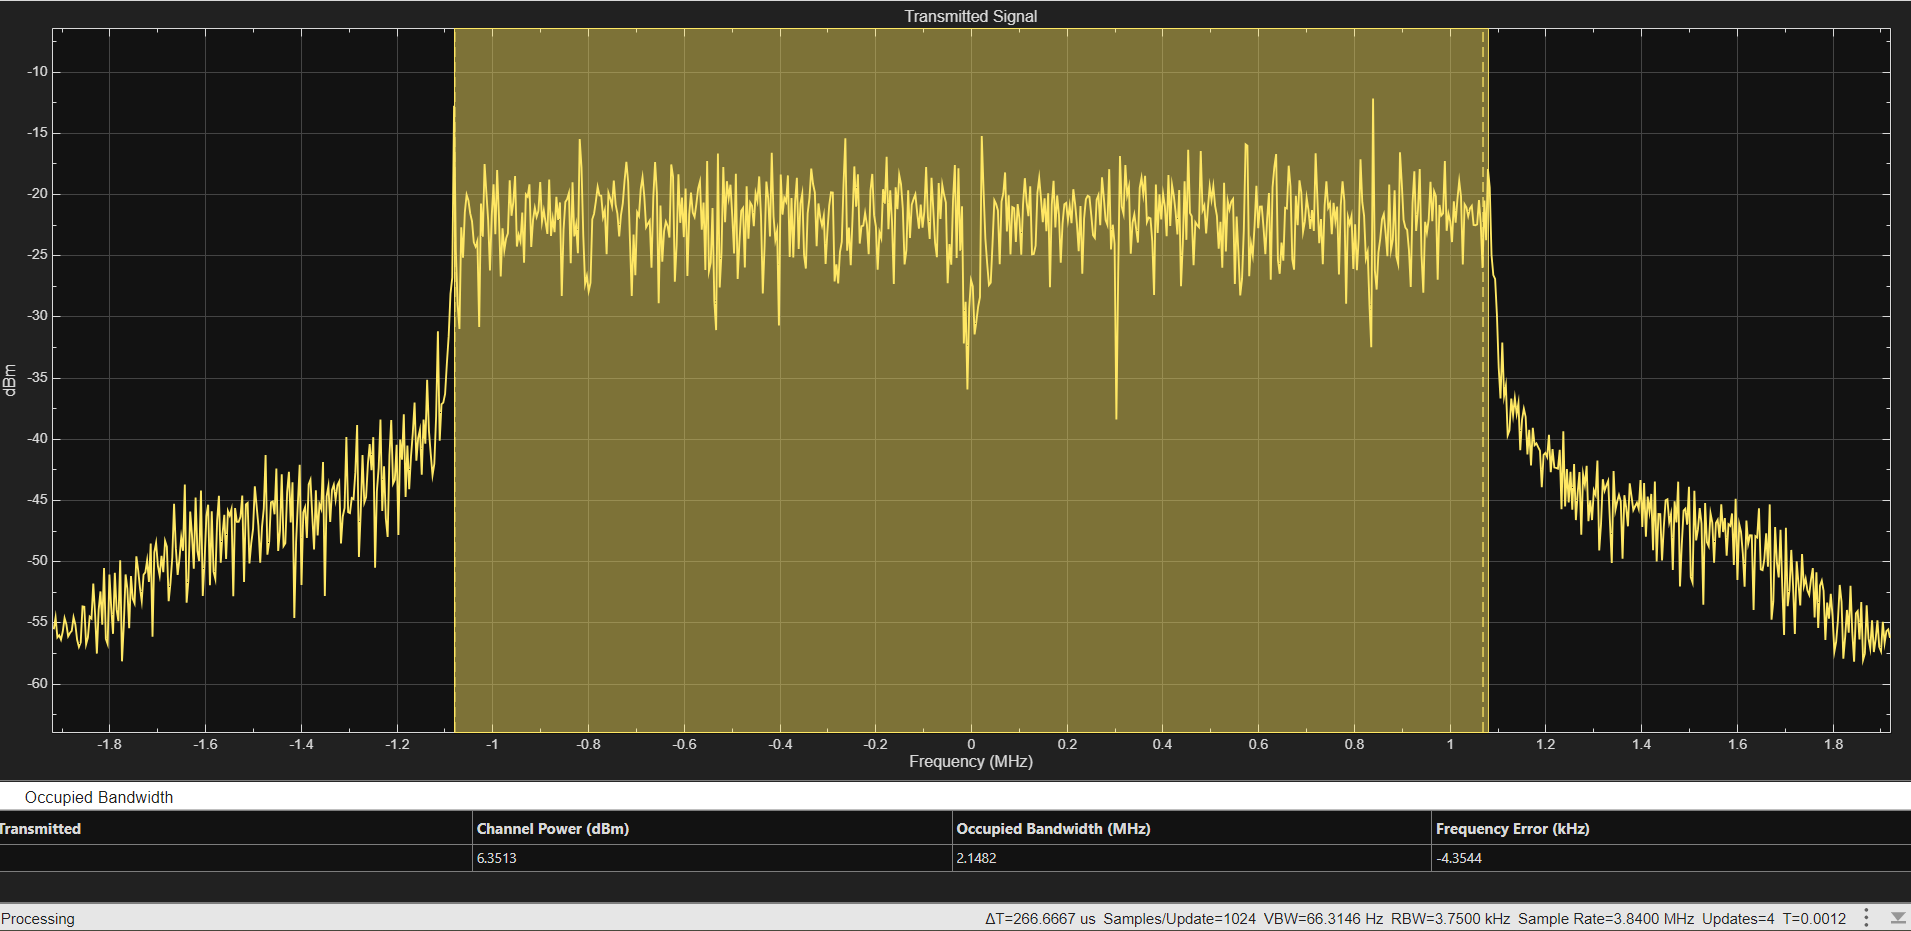 Transmitted Signal
-10
-15
-20
-25
-30
-35
-40
-45
-50
-55
-60
dBm
-1.8 -1.6 -1.4 -1.2 -1 -0.8 -0.6 -0.4 -0.2 0 0.2 0.4 0.6 0.8 1 1.2 1.4 1.6 1.8
Frequency (MHz)
Occupied Bandwidth
Transmitted Channel Power (dBm) Occupied Bandwidth (MHz) Frequency Error (kHz)
6.3513 2.1482 -4.3544
Processing ΔT=266.6667 us Samples/Update=1024 VBW=66.3146 Hz RBW=3.7500 kHz Sample Rate=3.8400 MHz Updates=4 T=0.0012